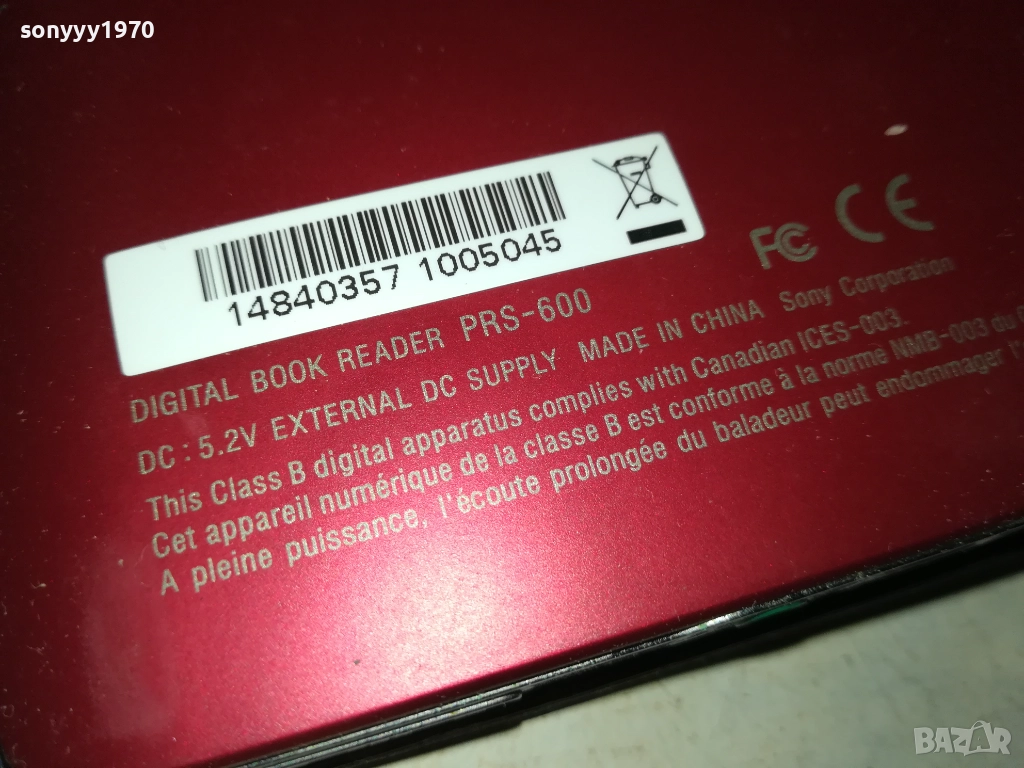 sonyyy1970
14840357 1005045
FC CE
DIGITAL BOOK READER PRS-600
DC : 5.2V EXTERNAL DC SUPPLY MADE IN CHINA Sony Corporation
This Class B digital apparatus complies with Canadian ICES-003.
Cet appareil numérique de la classe B est conforme à la norme NMB-003 du
A pleine puissance, l'écoute prolongée du baladeur peut endommager
BAZAR